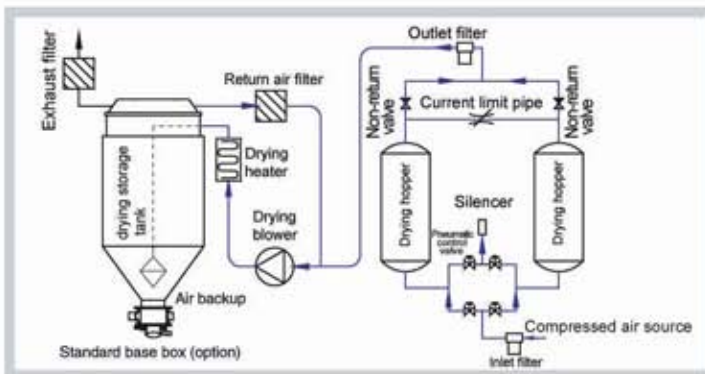 Exhaust filter
Return air filter
Outlet filter
Non-return
valve
Current limit pipe
Non-return
valve
drying storage
tank
Drying
heater
Drying
blower
Drying hopper
Drying hopper
Silencer
Pneumatic
control
valve
Air backup
Compressed air source
Inlet filter
Standard base box (option)